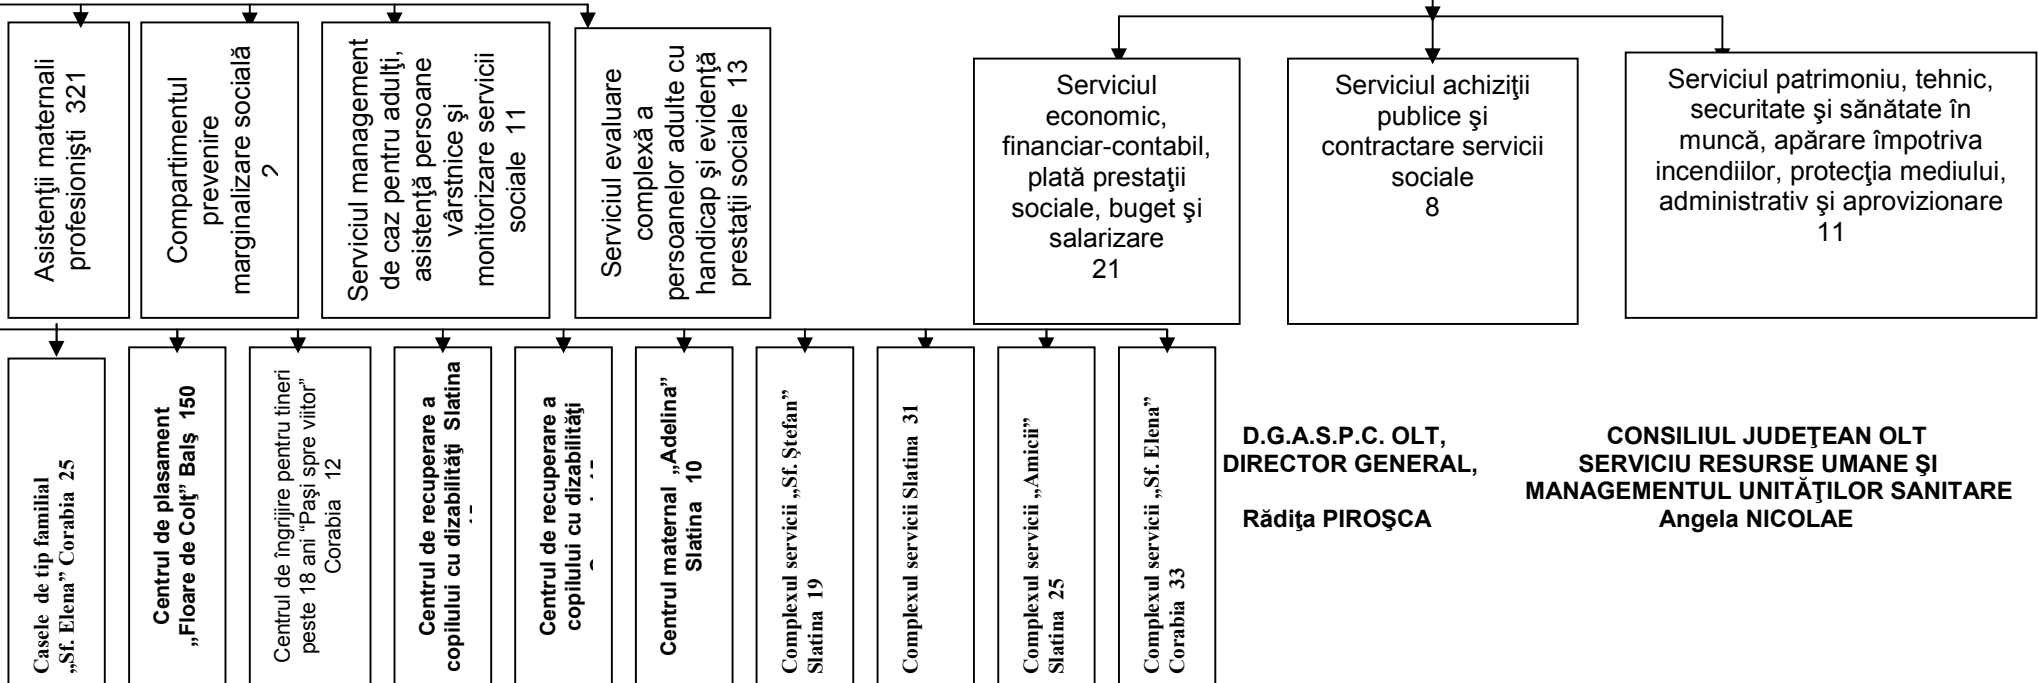 Asistenţii maternali
profesionişti 321
Compartimentul
prevenire
marginalizare socială
2
Serviciul management
de caz pentru adulţi,
asistenţă persoane
vârstnice şi
monitorizare servicii
sociale 11
Serviciul evaluare
complexă a
persoanelor adulte cu
handicap şi evidenţă
prestaţii sociale 13
Serviciul
economic,
financiar-contabil,
plată prestaţii
sociale, buget şi
salarizare
21
Serviciul achiziţii
publice şi
contractare servicii
sociale
8
Serviciul patrimoniu, tehnic,
securitate şi sănătate în
muncă, apărare împotriva
incendiilor, protecţia mediului,
administrativ şi aprovizionare
11
Casele de tip familial
„Sf. Elena” Corabia 25
Centrul de plasament
„Floare de Colţ” Balş 150
Centrul de îngrijire pentru tineri
peste 18 ani “Paşi spre viitor”
Corabia 12
Centrul de recuperare a
copilului cu dizabilităţi Slatina
Centrul de recuperare a
copilului cu dizabilităţi
Centrul maternal „Adelina”
Slatina 10
Complexul servicii „Sf. Ştefan”
Slatina 19
Complexul servicii Slatina 31
Complexul servicii „Amicii”
Slatina 25
Complexul servicii „Sf. Elena”
Corabia 33
D.G.A.S.P.C. OLT,
DIRECTOR GENERAL,
Rădiţa PIROŞCA
CONSILIUL JUDEŢEAN OLT
SERVICIU RESURSE UMANE ŞI
MANAGEMENTUL UNITĂŢILOR SANITARE
Angela NICOLAE